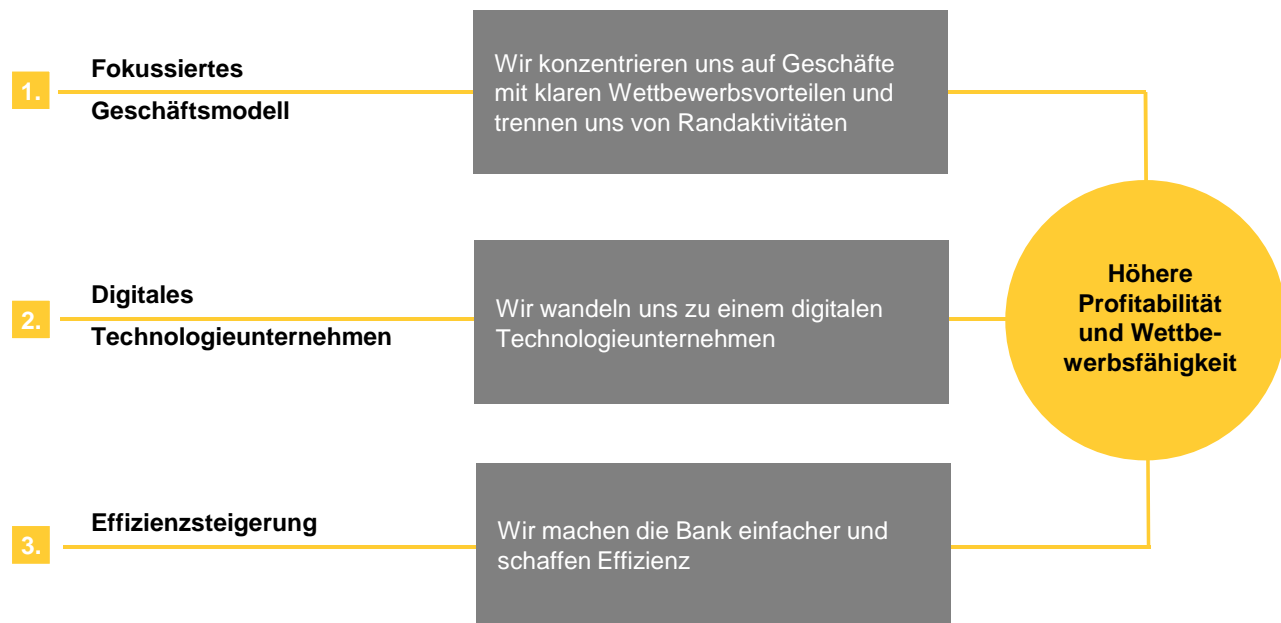 1.
Fokussiertes
Geschäftsmodell
Wir konzentrieren uns auf Geschäfte
mit klaren Wettbewerbsvorteilen und
trennen uns von Randaktivitäten
2.
Digitales
Technologieunternehmen
Wir wandeln uns zu einem digitalen
Technologieunternehmen
3.
Effizienzsteigerung
Wir machen die Bank einfacher und
schaffen Effizienz
Höhere
Profitabilität
und Wettbe-
werbsfähigkeit